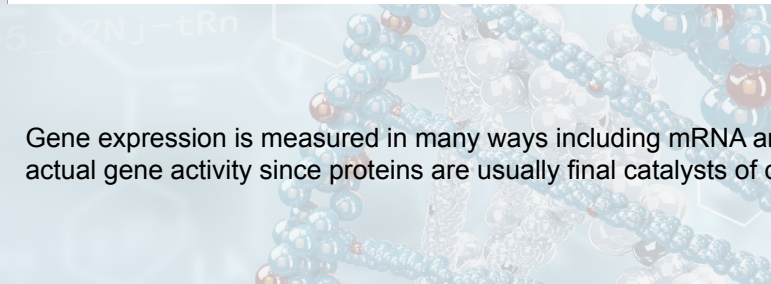 Gene expression is measured in many ways including mRNA
actual gene activity since proteins are usually final catalysts of